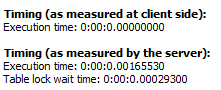 Timing (as measured at client side):
Execution time: 0:00:0.00000000
Timing (as measured by the server):
Execution time: 0:00:0.00165530
Table lock wait time: 0:00:0.00029300